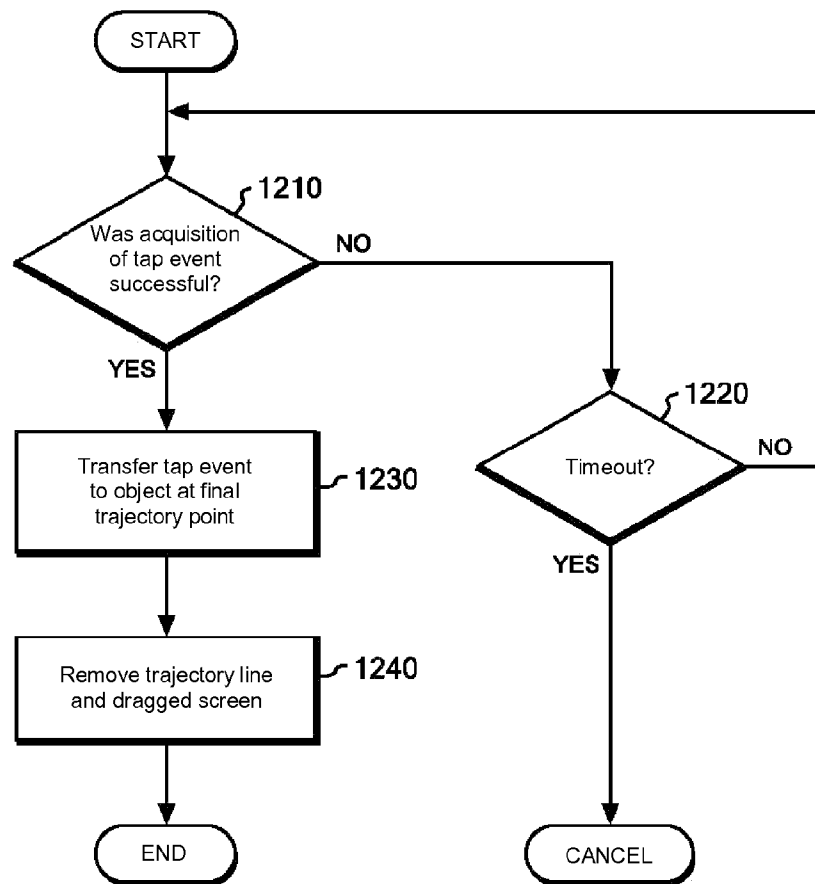 START
1210
Was acquisition
of tap event
successful?
NO
YES
1220
Timeout?
NO
YES
Transfer tap event
to object at final
trajectory point
1230
Remove trajectory line
and dragged screen
1240
END
CANCEL